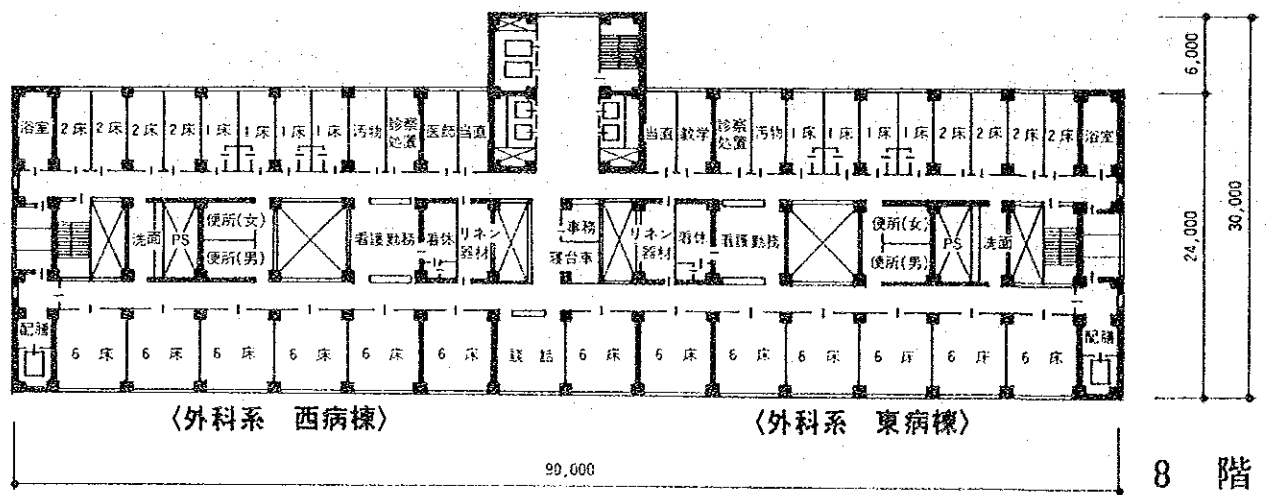 6,000
24,000
30,000
浴室 2床 2床 2床 2床 1床 1床 1床 1床 汚物 診察処置 医師 当直
当直 教学 診察処置 汚物 1床 1床 1床 1床 2床 2床 2床 2床 浴室
洗面 PS 便所(女) 便所(男) 看護勤務 看休 リネン器材 事務 寝台車 リネン器材 看休 看護勤務 便所(女) 便所(男) PS 洗面
配膳 6床 6床 6床 6床 6床 6床 談話 6床 6床 6床 6床 6床 6床 6床 配膳
〈外科系 西病棟〉
〈外科系 東病棟〉
90,000
8 階